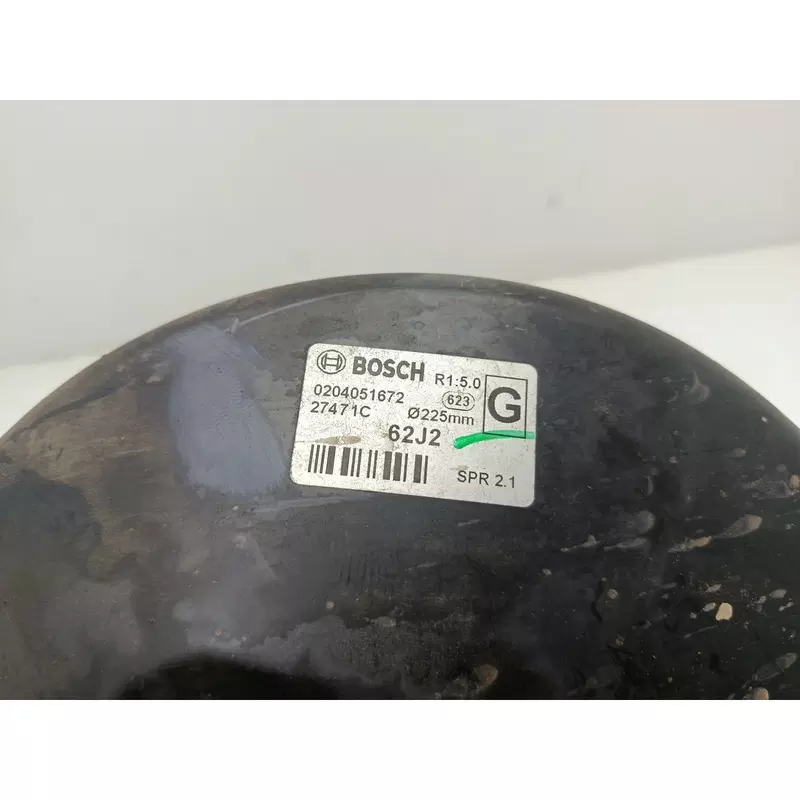 BOSCH R1:5.0
0204051672 623
27471C Ø225mm G
62J2
SPR 2.1